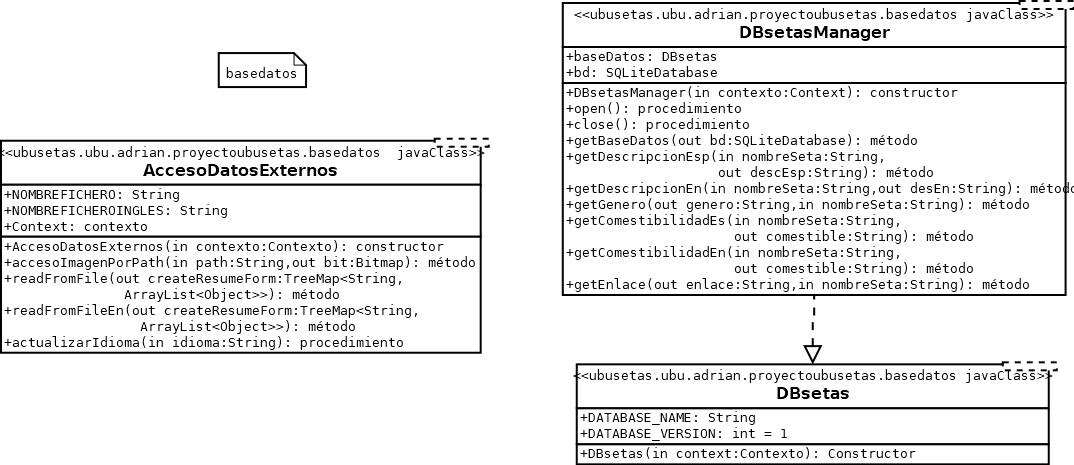 basedatos
<<ubusetas.ubu.adrian.proyectoubusetas.basedatos  javaClass>>
AccesoDatosExternos
+NOMBREFICHERO: String
+NOMBREFICHEROINGLES: String
+Context: contexto
+AccesoDatosExternos(in contexto:Contexto): constructor
+accesoImagenPorPath(in path:String,out bit:Bitmap): método
+readFromFile(out createResumeForm:TreeMap<String,
ArrayList<Object>>): método
+readFromFileEn(out createResumeForm:TreeMap<String,
ArrayList<Object>>): método
+actualizarIdioma(in idioma:String): procedimiento
<<ubusetas.ubu.adrian.proyectoubusetas.basedatos javaClass>>
DBsetasManager
+baseDatos: DBsetas
+bd: SQLiteDatabase
+DBsetasManager(in contexto:Context): constructor
+open(): procedimiento
+close(): procedimiento
+getBaseDatos(out bd:SQLiteDatabase): método
+getDescripcionEsp(in nombreSeta:String,
out descEsp:String): método
+getDescripcionEn(in nombreSeta:String,out desEn:String): método
+getGenero(out genero:String,in nombreSeta:String): método
+getComestibilidadEs(in nombreSeta:String,
out comestible:String): método
+getComestibilidadEn(in nombreSeta:String,
out comestible:String): método
+getEnlace(out enlace:String,in nombreSeta:String): método
<<ubusetas.ubu.adrian.proyectoubusetas.basedatos javaClass>>
DBsetas
+DATABASE_NAME: String
+DATABASE_VERSION: int = 1
+DBsetas(in context:Contexto): Constructor